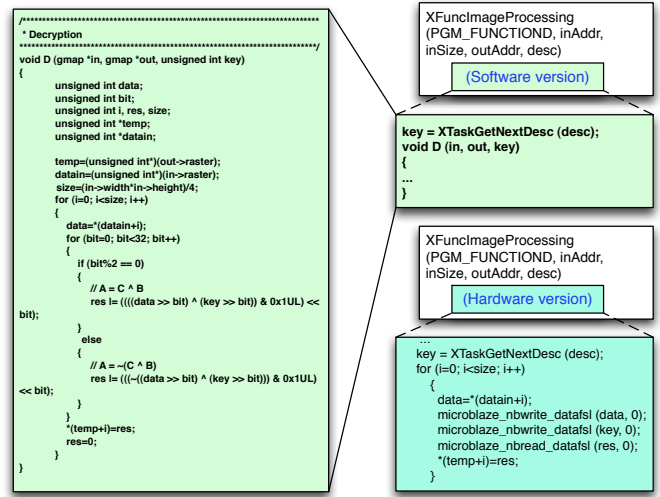 /*************************************************************************
* Decryption
*************************************************************************/
void D (gmap *in, gmap *out, unsigned int key)
{
unsigned int data;
unsigned int bit;
unsigned int i, res, size;
unsigned int *temp;
unsigned int *datain;
temp=(unsigned int*)(out->raster);
datain=(unsigned int*)(in->raster);
size=(in->width*in->height)/4;
for (i=0; i<size; i++)
{
data=*(datain+i);
for (bit=0; bit<32; bit++)
{
if (bit%2 == 0)
{
// A = C ^ B
res |= ((((data >> bit) ^ (key >> bit)) & 0x1UL) <<
bit);
}
else
{
// A = ~(C ^ B)
res |= (((~((data >> bit) ^ (key >> bit))) & 0x1UL)
<< bit);
}
}
*(temp+i)=res;
res=0;
}
}
XFuncImageProcessing
(PGM_FUNCTIOND, inAddr,
inSize, outAddr, desc)
(Software version)
key = XTaskGetNextDesc (desc);
void D (in, out, key)
{
...
}
XFuncImageProcessing
(PGM_FUNCTIOND, inAddr,
inSize, outAddr, desc)
(Hardware version)
...
key = XTaskGetNextDesc (desc);
for (i=0; i<size; i++)
{
data=*(datain+i);
microblaze_nbwrite_datafsl (data, 0);
microblaze_nbwrite_datafsl (key, 0);
microblaze_nbread_datafsl (res, 0);
*(temp+i)=res;
}